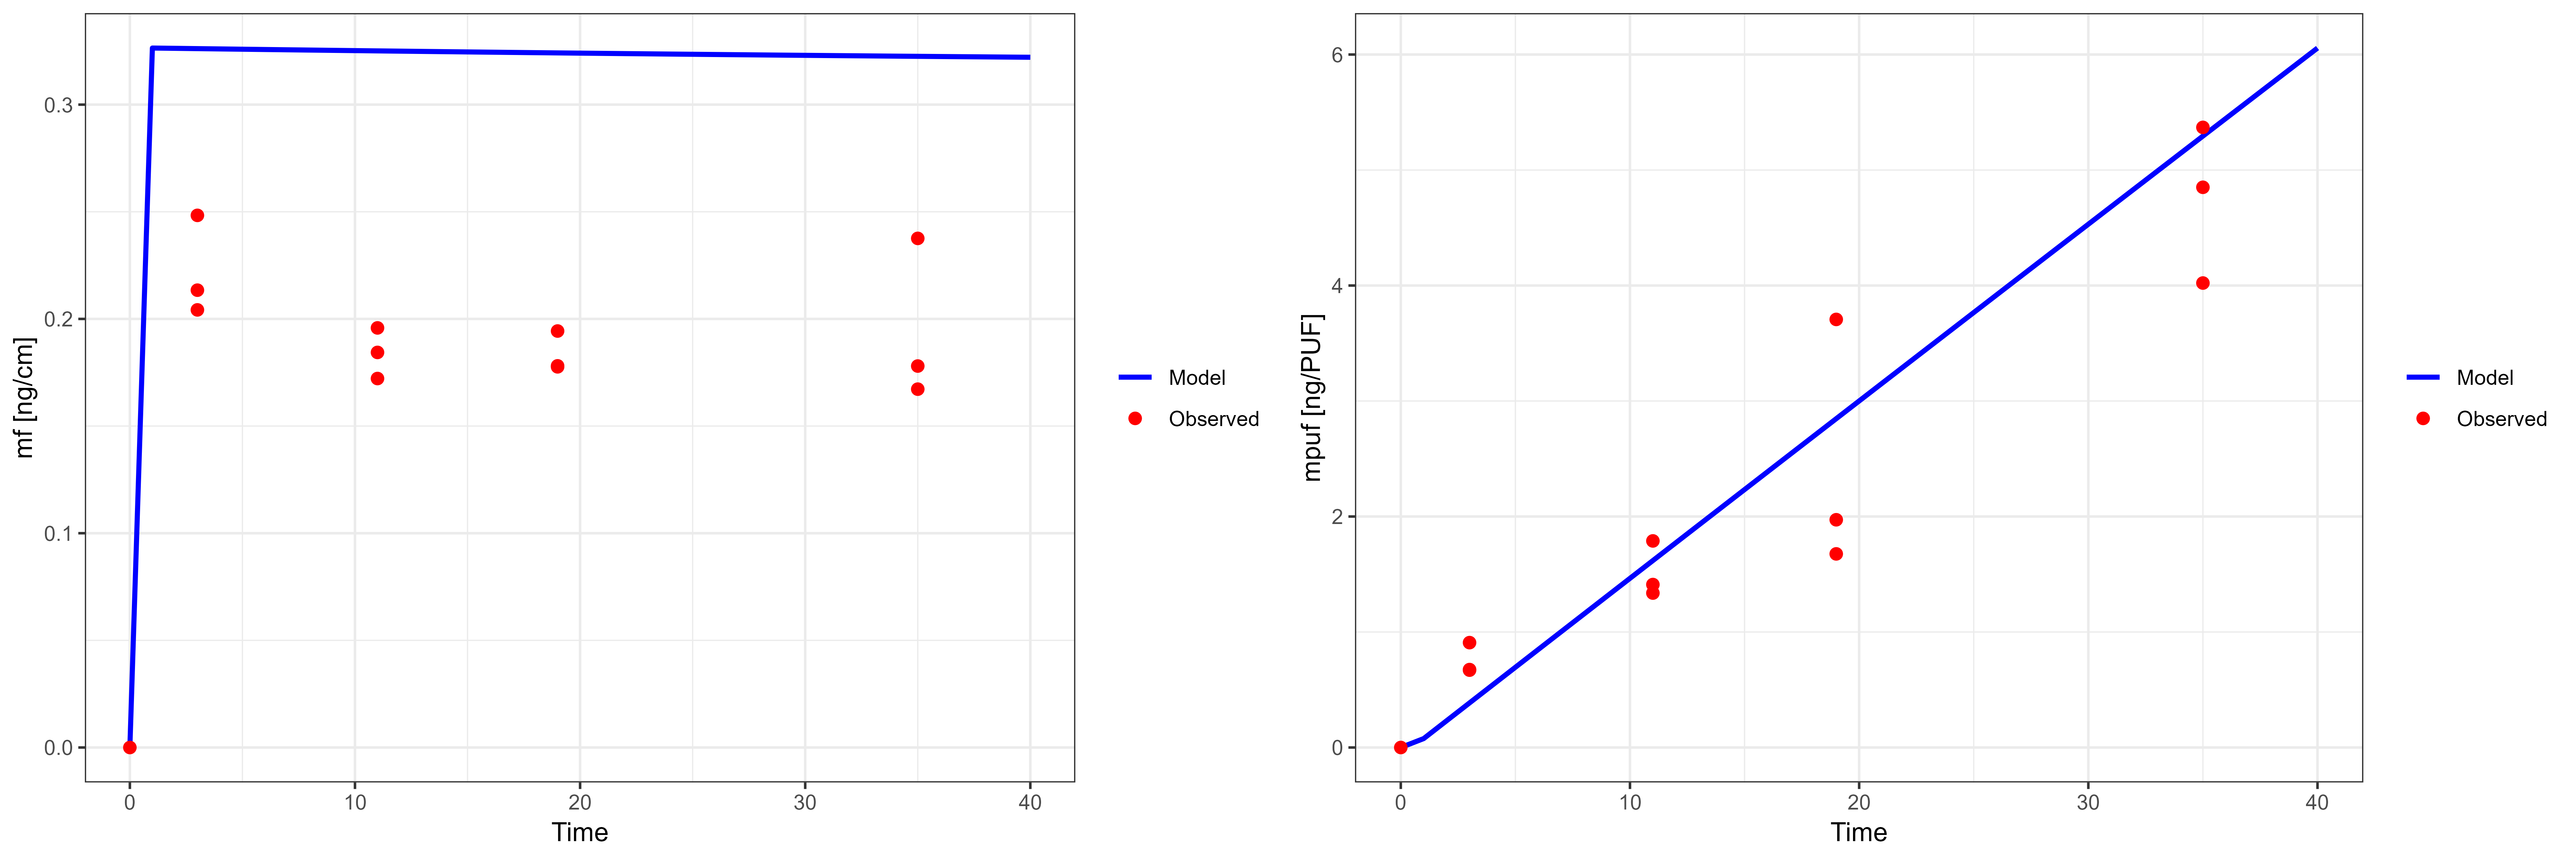 mf [ng/cm]
0.3
0.2
0.1
0.0
0 10 20 30 40
Time
Model
Observed
mpuf [ng/PUF]
6
4
2
0
0 10 20 30 40
Time
Model
Observed